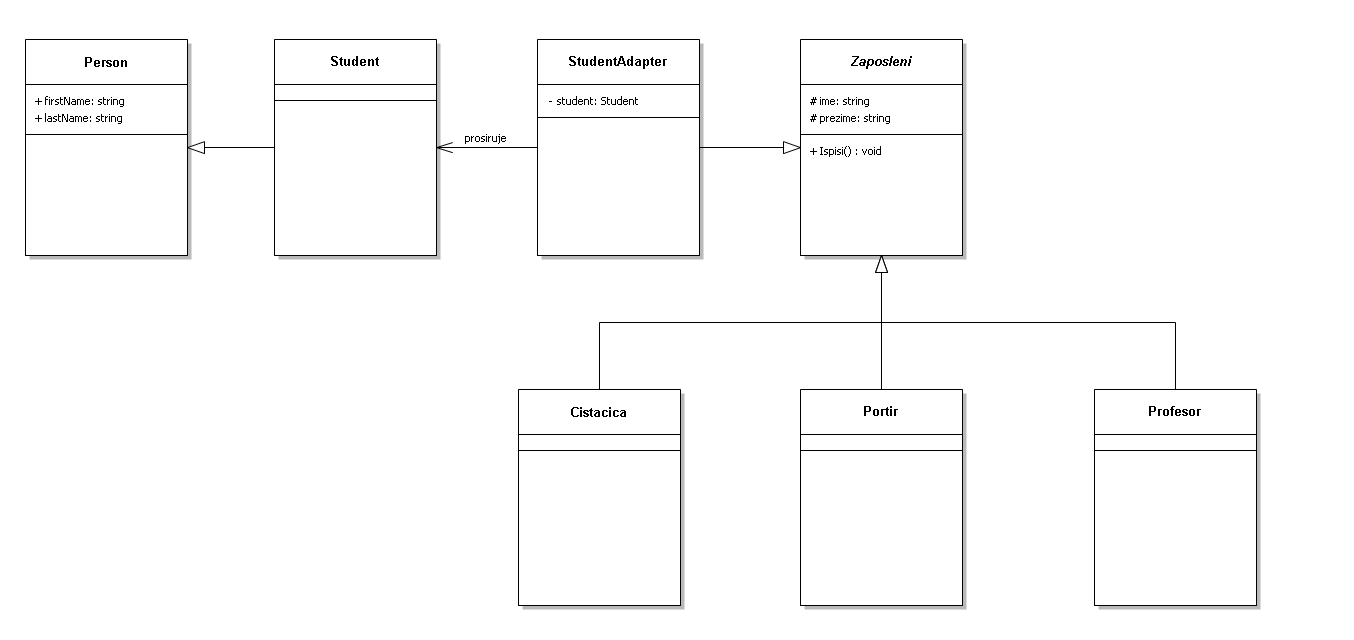 Person
+ firstName: string
+ lastName: string
Student
prosiruje
StudentAdapter
- student: Student
Zaposleni
# ime: string
# prezime: string
+ Ispisi() : void
Cistacica
Portir
Profesor